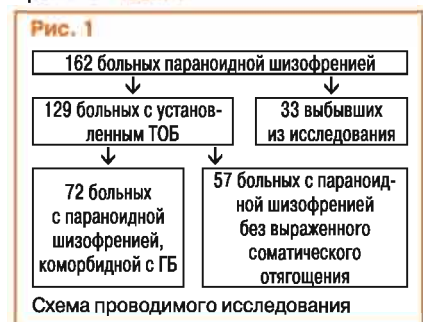 Рис. 1
162 больных параноидной шизофренией
129 больных с установ-
ленным ТОБ
33 выбывших
из исследования
72 больных
с параноидной
шизофренией,
коморбидной с ГБ
57 больных с параноид-
ной шизофренией
без выраженного
соматического
отягощения
Схема проводимого исследования